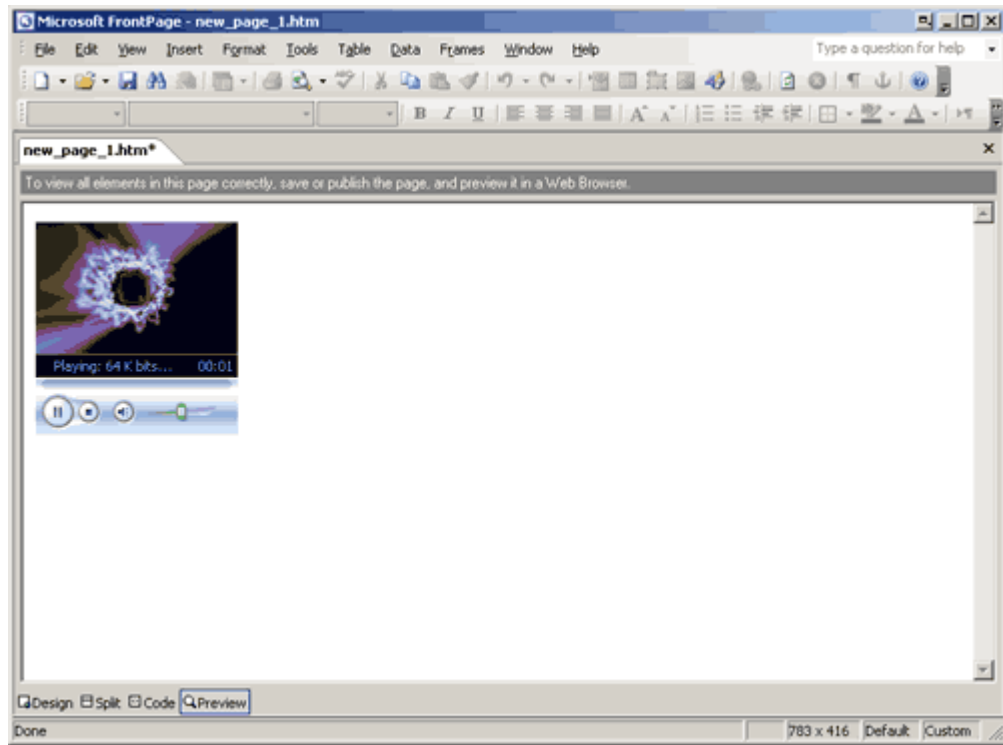 Microsoft FrontPage - new_page_1.htm
File Edit View Insert Format Tools Table Data Frames Window Help Type a question for help
B I U A A A
new_page_1.htm*
To view all elements in this page correctly, save or publish the page, and preview it in a Web Browser.
Playing: 64 K bits... 00:01
Design Split Code Preview
Done 783 x 416 Default Custom